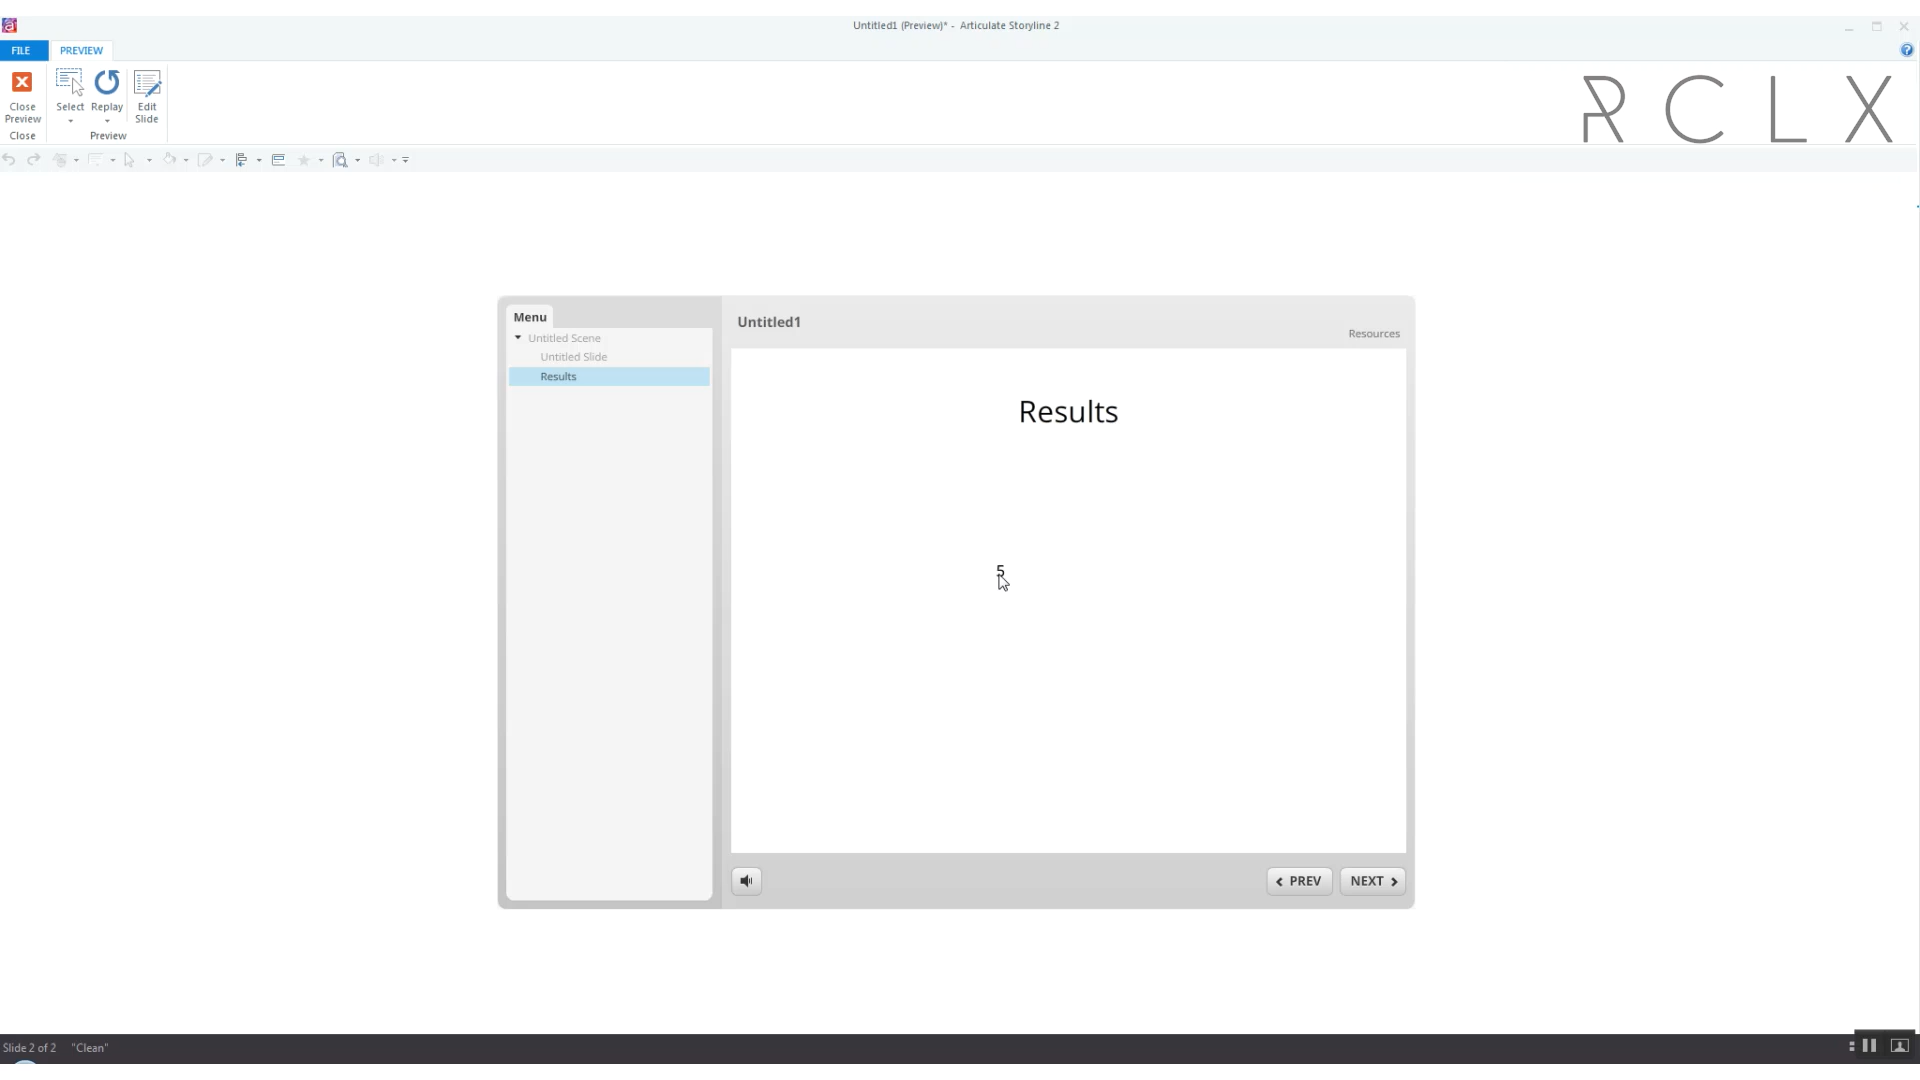 Untitled1 (Preview)* - Articulate Storyline 2
FILE
PREVIEW
Close Preview
Select
Replay
Edit Slide
Close
Preview
RCLX
Menu
Untitled Scene
Untitled Slide
Results
Untitled1
Resources
Results
5
PREV
NEXT
Slide 2 of 2 "Clean"